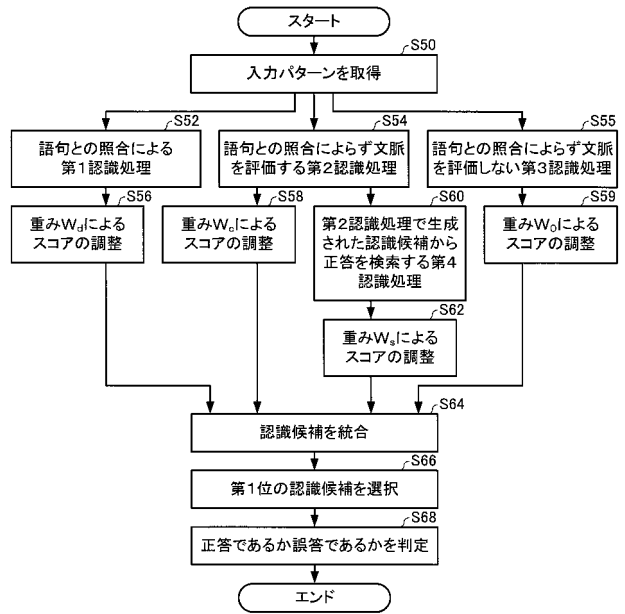 スタート
S50
入力パターンを取得
S52
語句との照合による
第1認識処理
S54
語句との照合によらず文脈
を評価する第2認識処理
S55
語句との照合によらず文脈
を評価しない第3認識処理
S56
重みWdによる
スコアの調整
S58
重みWcによる
スコアの調整
S60
第2認識処理で生成
された認識候補から
正答を検索する第4
認識処理
S59
重みW0による
スコアの調整
S62
重みWsによる
スコアの調整
S64
認識候補を統合
S66
第1位の認識候補を選択
S68
正答であるか誤答であるかを判定
エンド